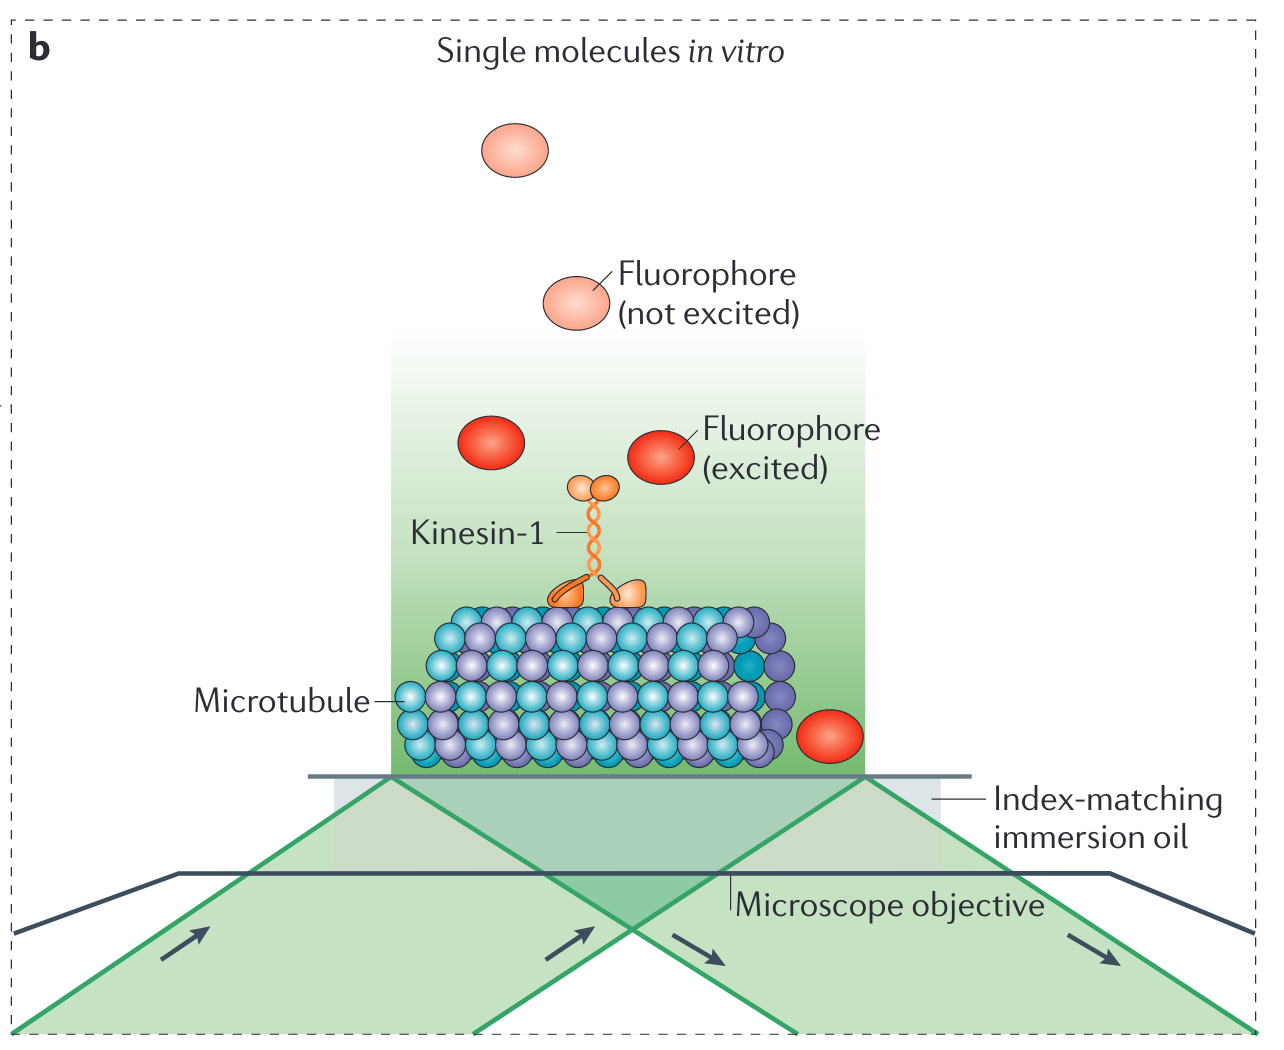 b
Single molecules in vitro
Fluorophore
(not excited)
Fluorophore
(excited)
Kinesin-1
Microtubule
Index-matching
immersion oil
Microscope objective